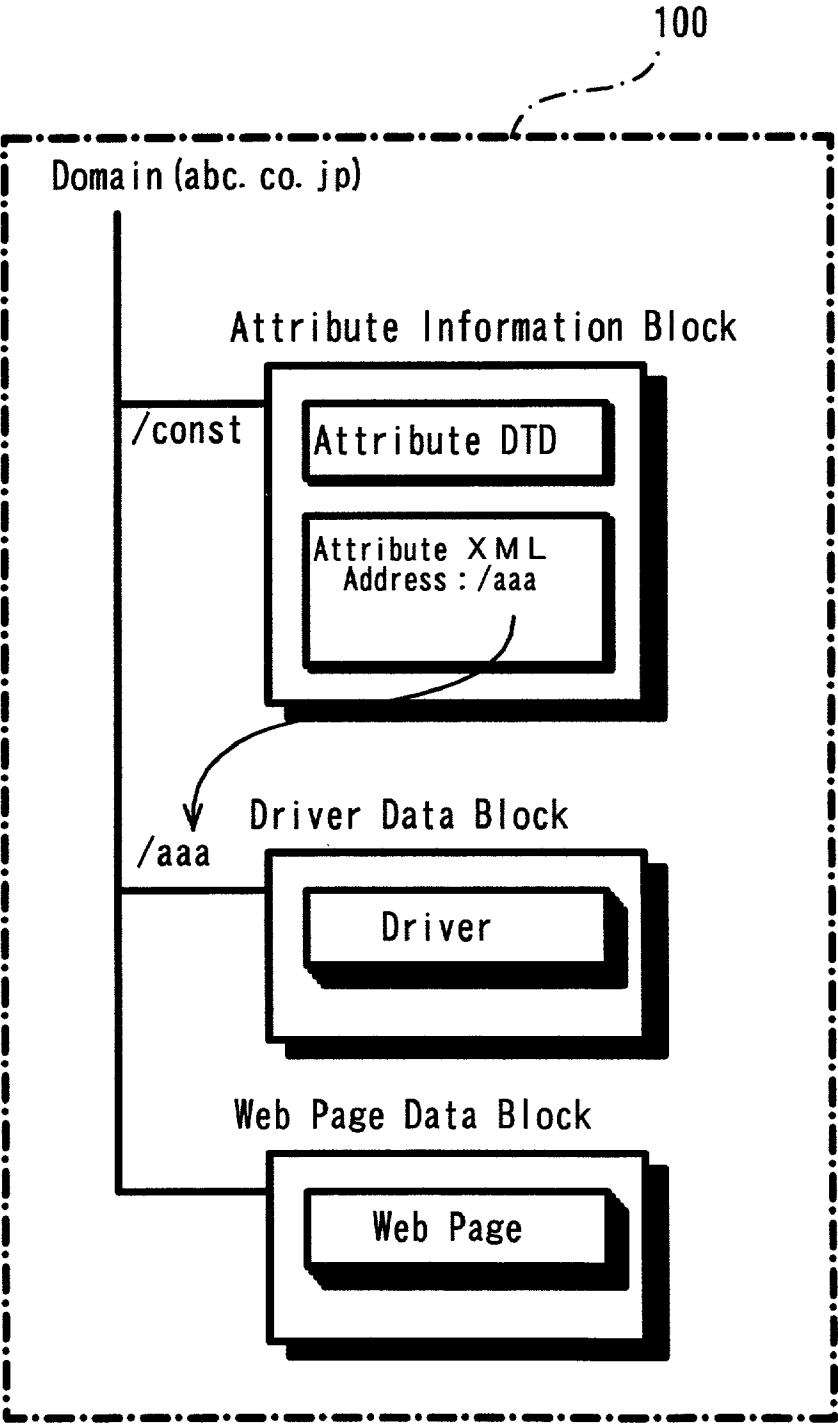 100
Domain (abc. co. jp)
Attribute Information Block
/const
Attribute DTD
Attribute XML
Address : /aaa
Driver Data Block
/aaa
Driver
Web Page Data Block
Web Page